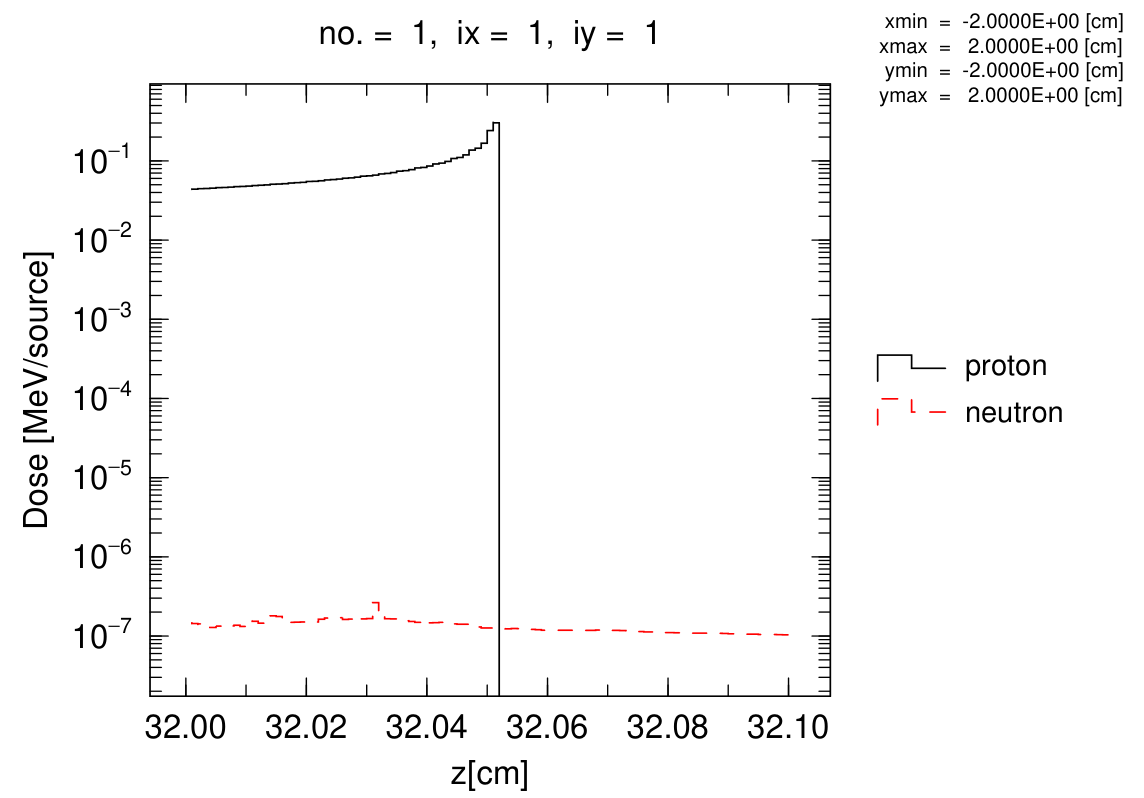 no. = 1, ix = 1, iy = 1
xmin = -2.0000E+00 [cm]
xmax = 2.0000E+00 [cm]
ymin = -2.0000E+00 [cm]
ymax = 2.0000E+00 [cm]
Dose [MeV/source]
10⁻¹
10⁻²
10⁻³
10⁻⁴
10⁻⁵
10⁻⁶
10⁻⁷
proton
neutron
32.00 32.02 32.04 32.06 32.08 32.10
z[cm]